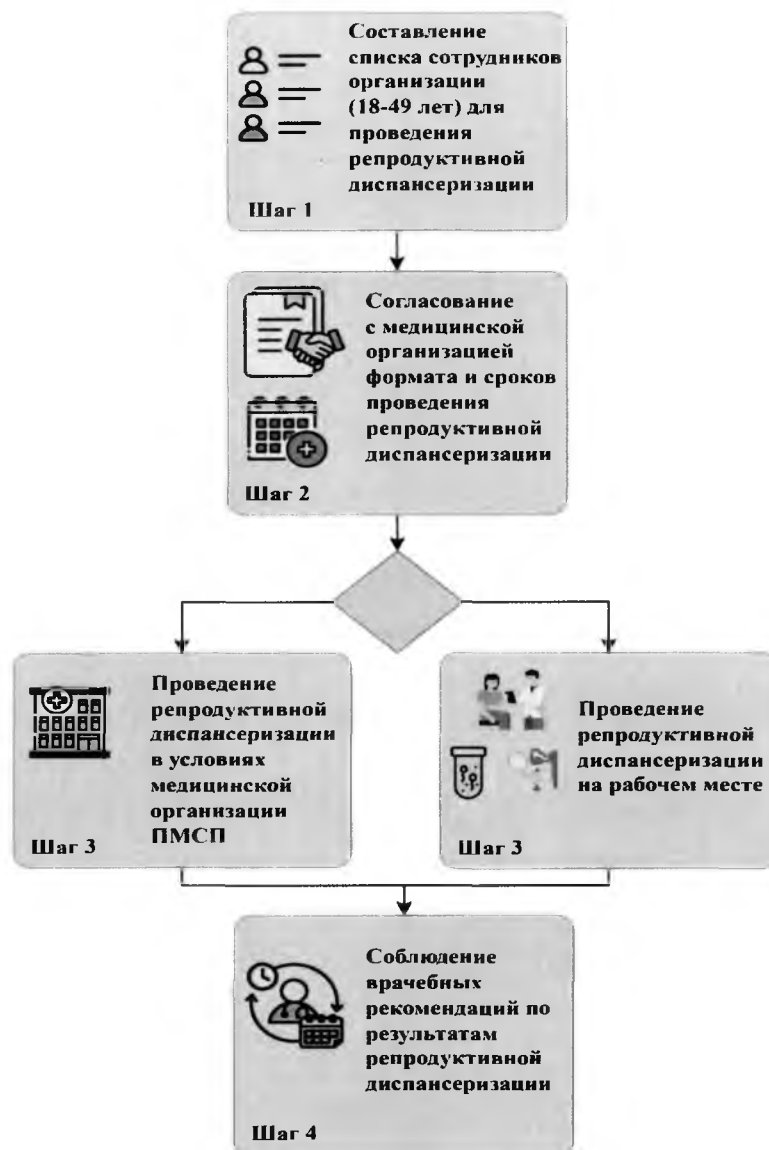 Составление
списка сотрудников
организации
(18-49 лет) для
проведения
репродуктивной
диспансеризации
Шаг 1
Согласование
с медицинской
организацией
формата и сроков
проведения
репродуктивной
диспансеризации
Шаг 2
Проведение
репродуктивной
диспансеризации
в условиях
медицинской
организации
ПМСП
Шаг 3
Проведение
репродуктивной
диспансеризации
на рабочем месте
Шаг 3
Соблюдение
врачебных
рекомендаций по
результатам
репродуктивной
диспансеризации
Шаг 4